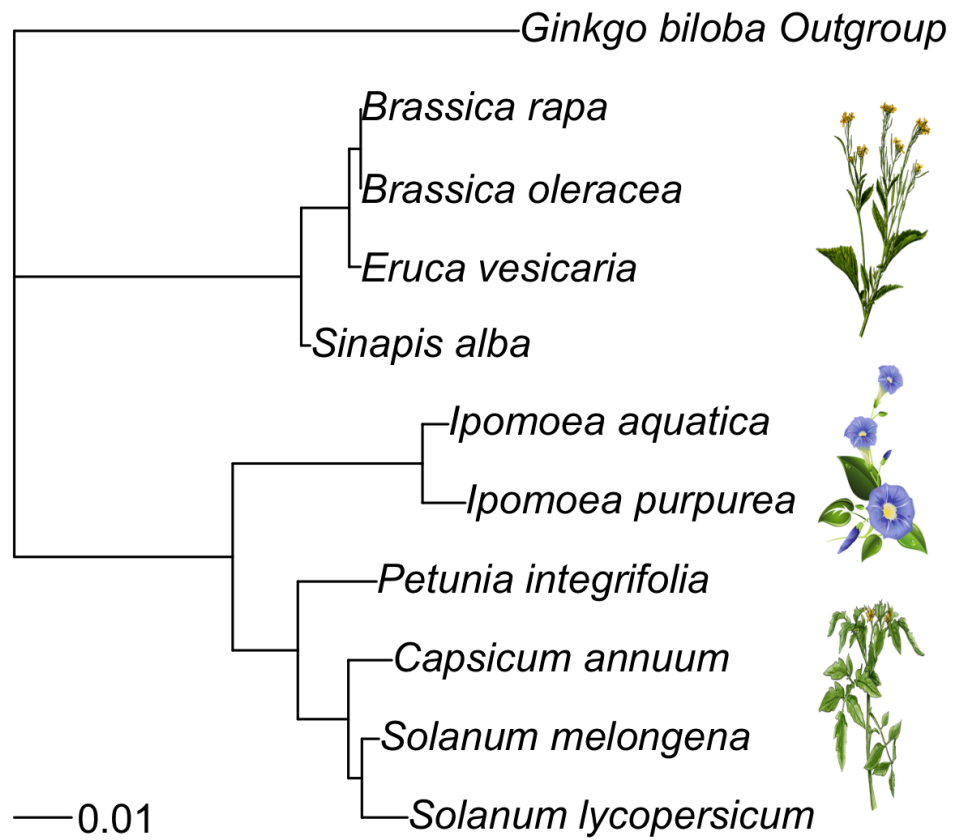 Ginkgo biloba Outgroup
Brassica rapa
Brassica oleracea
Eruca vesicaria
Sinapis alba
Ipomoea aquatica
Ipomoea purpurea
Petunia integrifolia
Capsicum annuum
Solanum melongena
Solanum lycopersicum
0.01